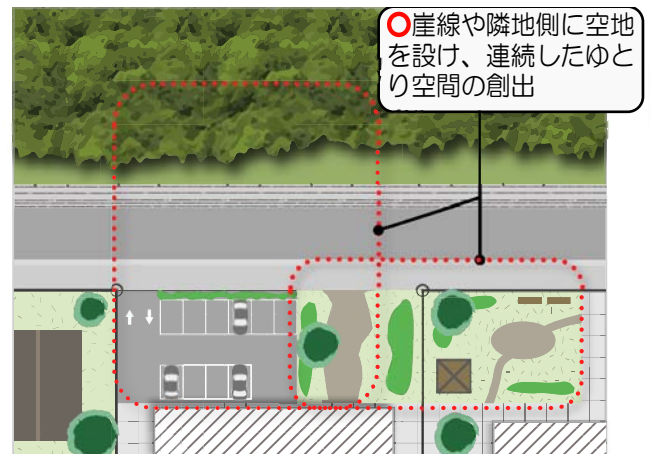 ○崖線や隣地側に空地
を設け、連続したゆと
り空間の創出